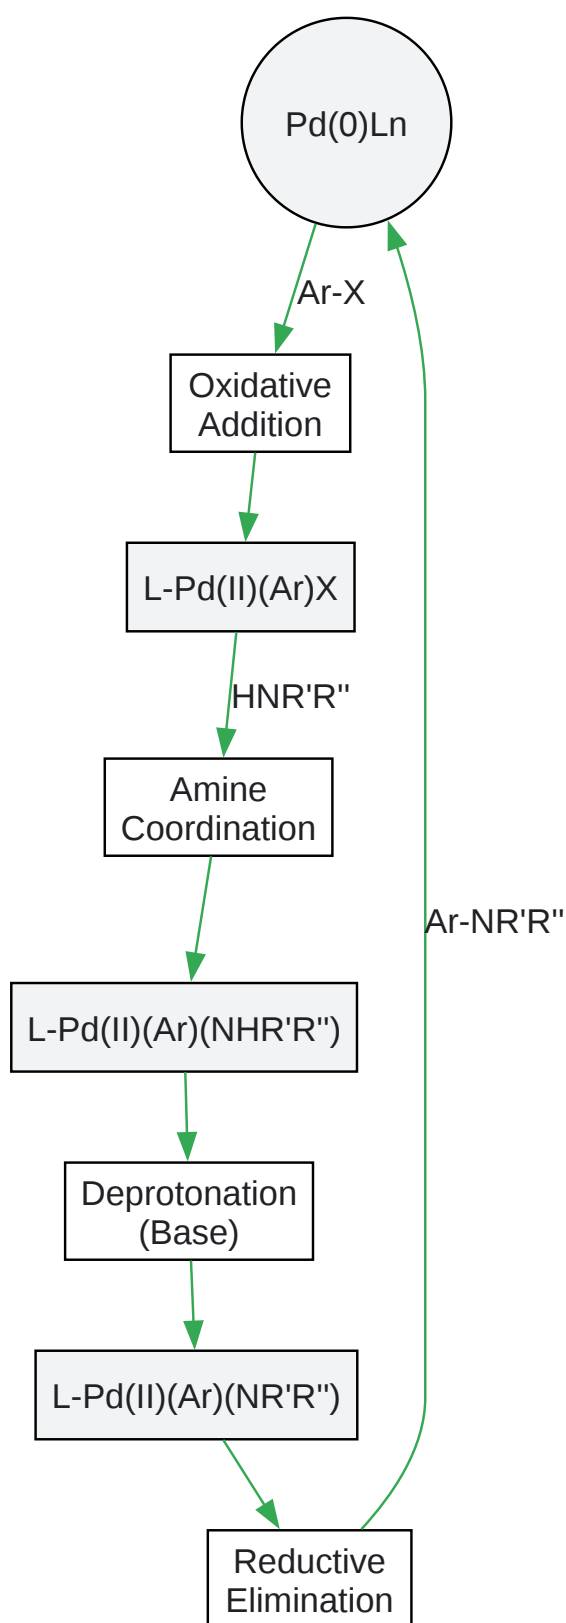 Pd(0)Ln
Ar-X
Oxidative
Addition
L-Pd(II)(Ar)X
HNR'R''
Amine
Coordination
Ar-NR'R''
L-Pd(II)(Ar)(NHR'R'')
Deprotonation
(Base)
L-Pd(II)(Ar)(NR'R'')
Reductive
Elimination